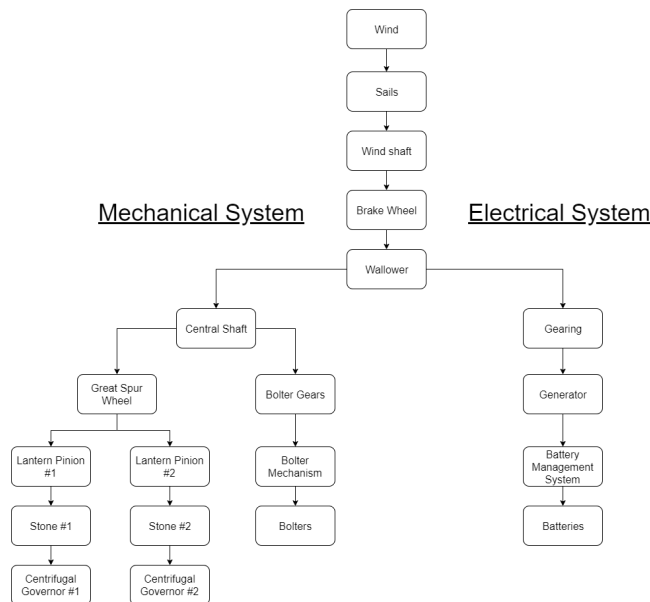 Wind
Sails
Wind shaft
Brake Wheel
Mechanical System
Electrical System
Wallower
Central Shaft
Gearing
Great Spur
Wheel
Bolter Gears
Generator
Lantern Pinion
#1
Lantern Pinion
#2
Bolter
Mechanism
Battery
Management
System
Stone #1
Stone #2
Bolters
Batteries
Centrifugal
Governor #1
Centrifugal
Governor #2